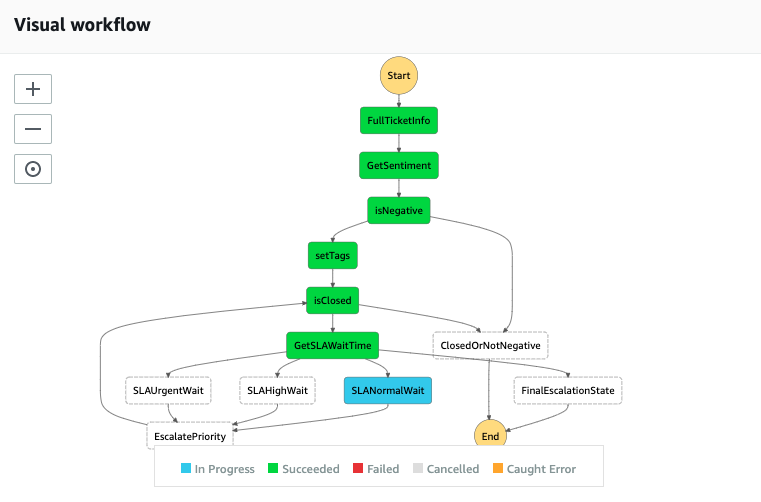 Visual workflow
Start
FullTicketInfo
GetSentiment
isNegative
setTags
isClosed
GetSLAWaitTime
ClosedOrNotNegative
SLAUrgentWait
SLAHighWait
SLANormalWait
FinalEscalationState
EscalatePriority
End
In Progress
Succeeded
Failed
Cancelled
Caught Error